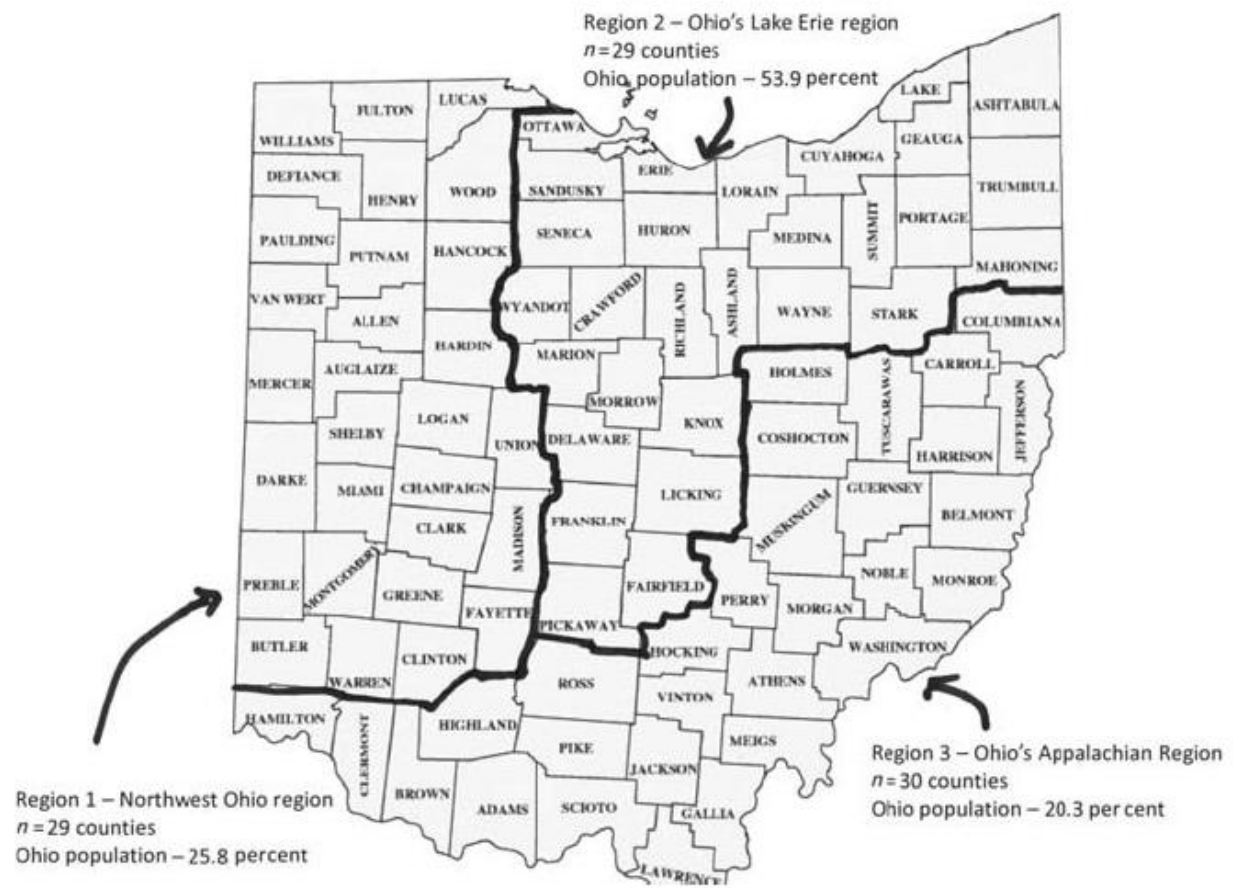 Region 2 – Ohio's Lake Erie region
n=29 counties
Ohio population – 53.9 percent
LAKE
ASHTABULA
LUCAS
FULTON
OTTAWA
GEAUGA
WILLIAMS
CUYAHOGA
ERIE
DEFIANCE
HENRY
WOOD
SANDUSKY
LORAIN
TRUMBULL
SUMMIT
PORTAGE
PAULDING
PUTNAM
HANCOCK
SENECA
HURON
MEDINA
MAHONING
VAN WERT
ALLEN
WYANDOT
CRAWFORD
RICHLAND
ASHLAND
WAYNE
STARK
COLUMBIANA
HARDIN
MARION
HOLMES
CARROLL
MERCER
AUGLAIZE
MORROW
TUSCARAWAS
JEFFERSON
LOGAN
KNOX
SHELBY
UNION
DELAWARE
COSHOCTON
HARRISON
DARKE
MIAMI
CHAMPAIGN
LICKING
GUERNSEY
BELMONT
CLARK
MADISON
FRANKLIN
MUSKINGUM
PREBLE
MONTGOMERY
GREENE
FAIRFIELD
PERRY
NOBLE
MONROE
FAYETTE
PICKAWAY
MORGAN
BUTLER
WARREN
CLINTON
HOCKING
WASHINGTON
ROSS
VINTON
ATHENS
HAMILTON
CLERMONT
HIGHLAND
PIKE
JACKSON
MEIGS
Region 3 – Ohio's Appalachian Region
n=30 counties
Ohio population – 20.3 percent
BROWN
ADAMS
SCIOTO
GALLIA
LAWRENCE
Region 1 – Northwest Ohio region
n=29 counties
Ohio population – 25.8 percent